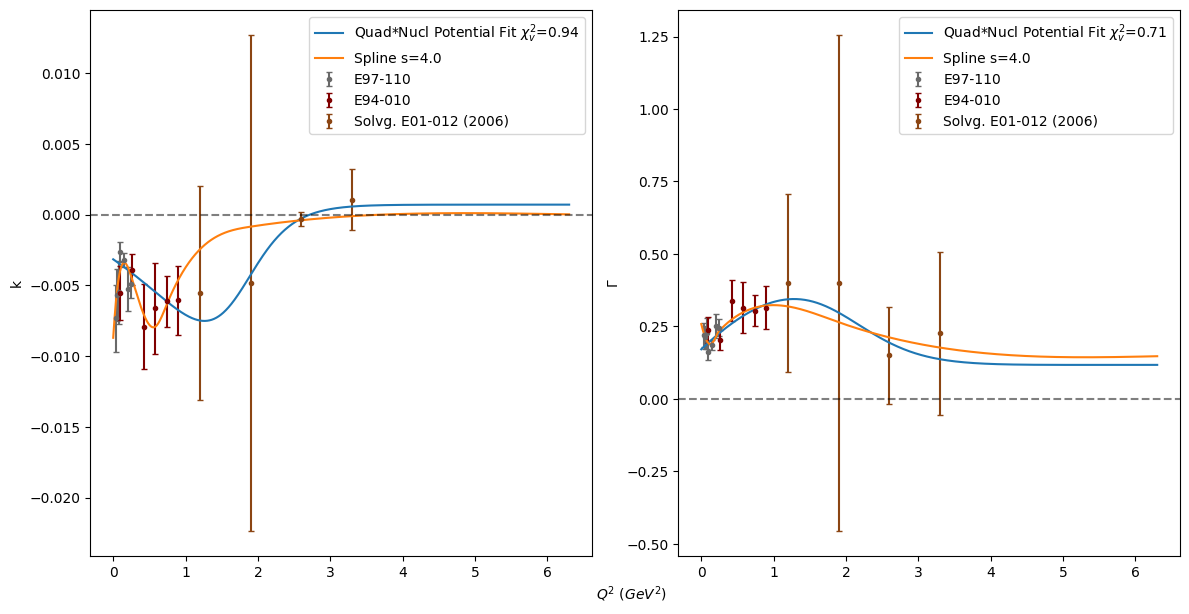 Quad*Nucl Potential Fit χ²ᵥ=0.94
Spline s=4.0
E97-110
E94-010
Solvg. E01-012 (2006)
0.010
0.005
0.000
−0.005
−0.010
−0.015
−0.020
k
0 1 2 3 4 5 6
Quad*Nucl Potential Fit χ²ᵥ=0.71
Spline s=4.0
E97-110
E94-010
Solvg. E01-012 (2006)
1.25
1.00
0.75
0.50
0.25
0.00
−0.25
−0.50
Γ
0 1 2 3 4 5 6
Q² (GeV²)